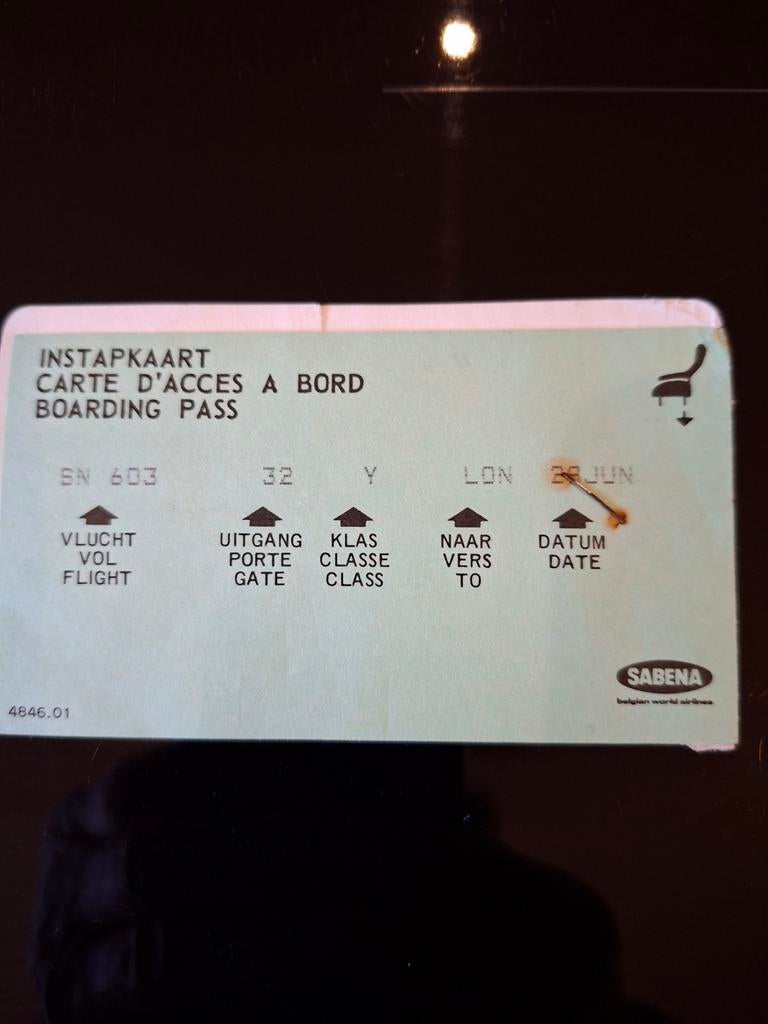 INSTAPKAART
CARTE D'ACCES A BORD
BOARDING PASS
SN 603 32 Y LON 28JUN
VLUCHT UITGANG KLAS NAAR DATUM
VOL PORTE CLASSE VERS DATE
FLIGHT GATE CLASS TO
SABENA
belgian world airlines
4846.01